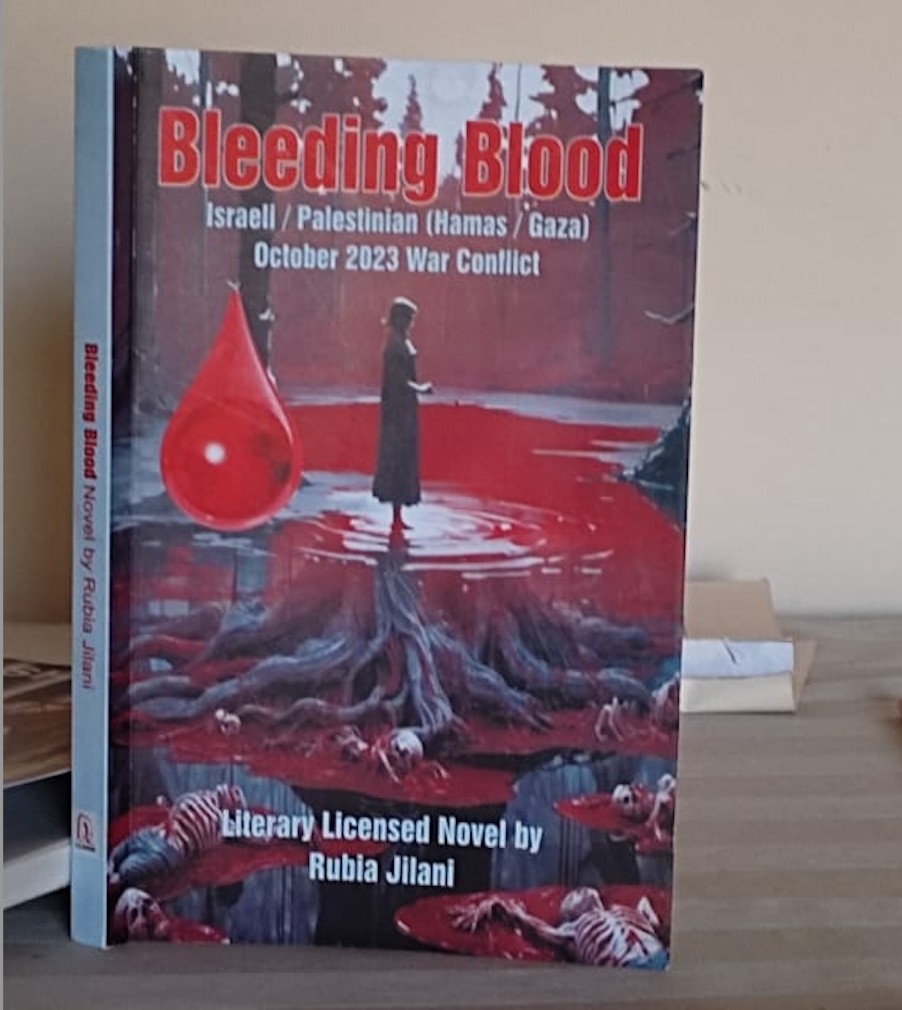 Bleeding Blood
Israeli / Palestinian (Hamas / Gaza)
October 2023 War Conflict
Literary Licensed Novel by
Rubia Jilani
Bleeding Blood Novel by Rubia Jilani